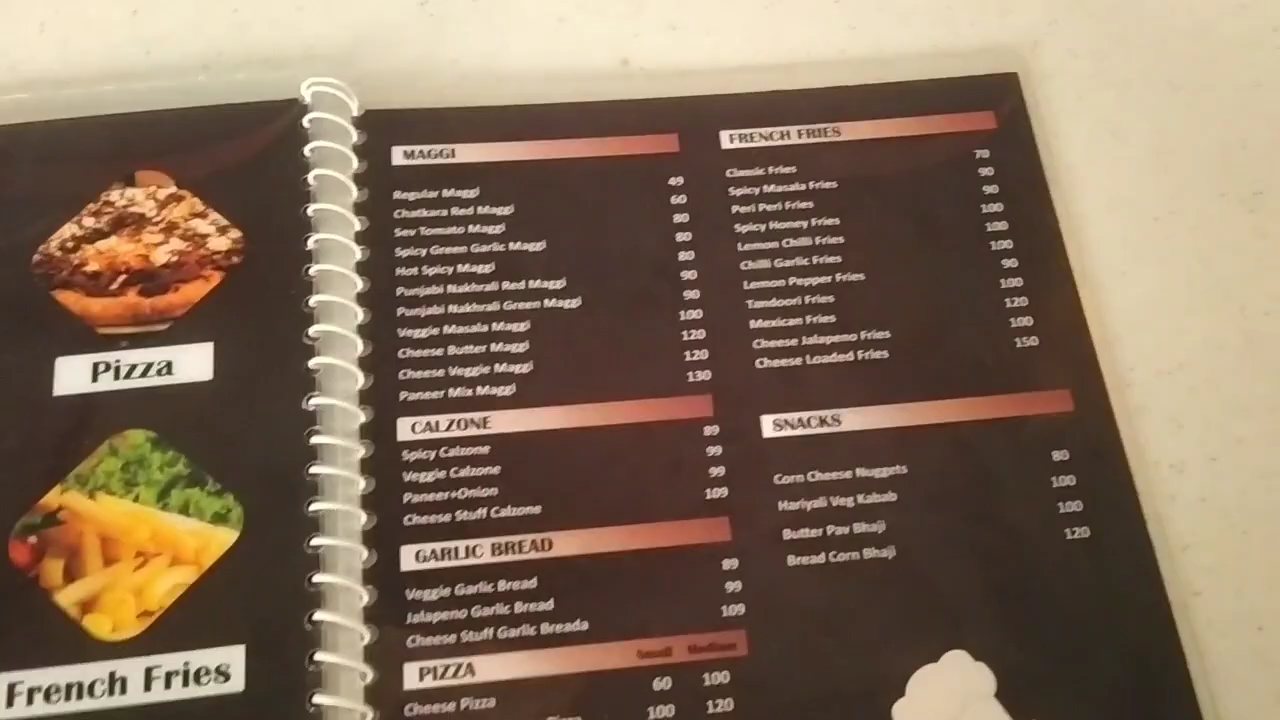 Pizza
French Fries
MAGGI
Regular Maggi 49
Chatkara Red Maggi 60
Sev Tomato Maggi 80
Spicy Green Garlic Maggi 80
Hot Spicy Maggi 80
Punjabi Nakhrali Red Maggi 90
Punjabi Nakhrali Green Maggi 90
Veggie Masala Maggi 100
Cheese Butter Maggi 120
Cheese Veggie Maggi 120
Paneer Mix Maggi 130
CALZONE
Spicy Calzone 89
Veggie Calzone 99
Paneer+Onion 99
Cheese Stuff Calzone 109
GARLIC BREAD
Veggie Garlic Bread 89
Jalapeno Garlic Bread 99
Cheese Stuff Garlic Breada 109
PIZZA Small Medium
Cheese Pizza 60 100
Pizza 100 120
FRENCH FRIES
Classic Fries 70
Spicy Masala Fries 90
Peri Peri Fries 90
Spicy Honey Fries 100
Lemon Chilli Fries 100
Chilli Garlic Fries 100
Lemon Pepper Fries 90
Tandoori Fries 100
Mexican Fries 120
Cheese Jalapeno Fries 100
Cheese Loaded Fries 150
SNACKS
Corn Cheese Nuggets 80
Hariyali Veg Kabab 100
Butter Pav Bhaji 100
Bread Corn Bhaji 120